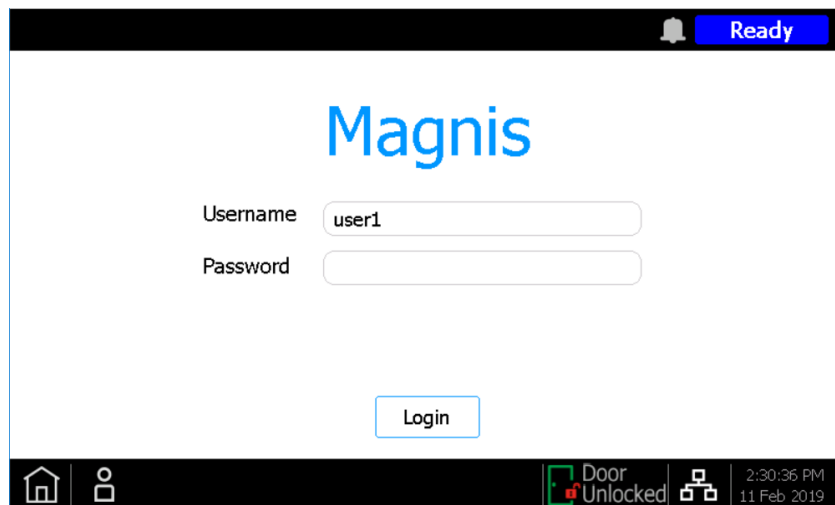 Ready
Magnis
Username
user1
Password
Login
Door
Unlocked
2:30:36 PM
11 Feb 2019